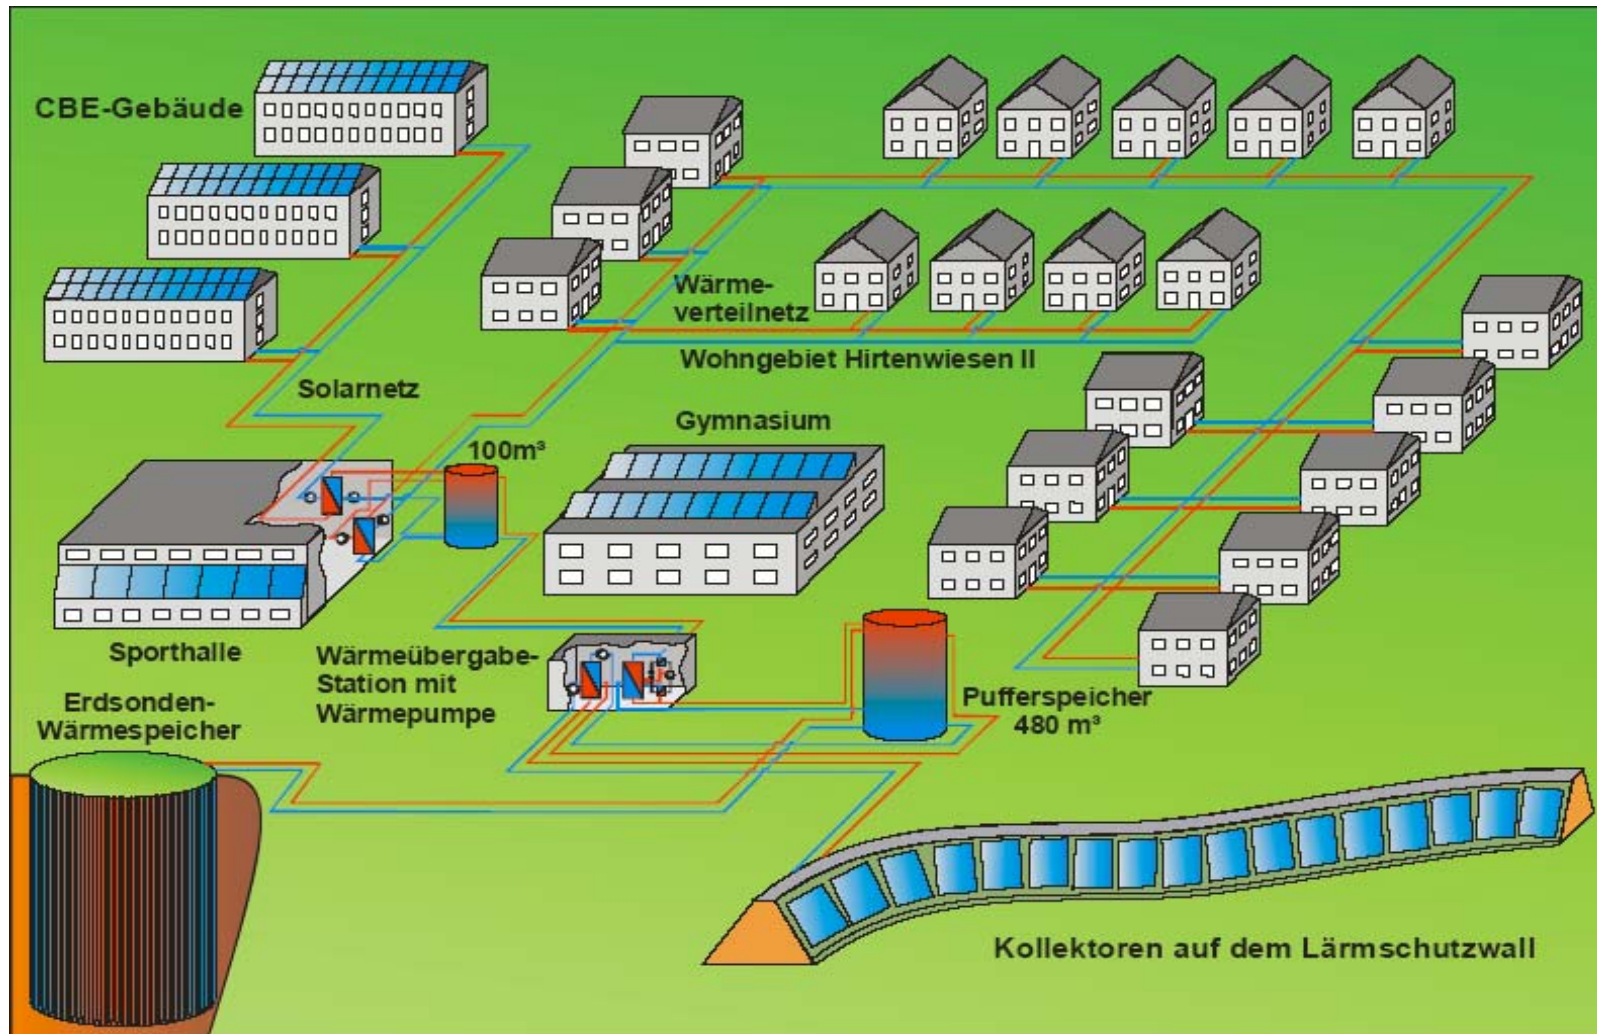 CBE-Gebäude
Wärme-
verteilnetz
Wohngebiet Hirtenwiesen II
Solarnetz
Gymnasium
100m³
Sporthalle
Wärmeübergabe-
Station mit
Wärmepumpe
Pufferspeicher
480 m³
Erdsonden-
Wärmespeicher
Kollektoren auf dem Lärmschutzwall